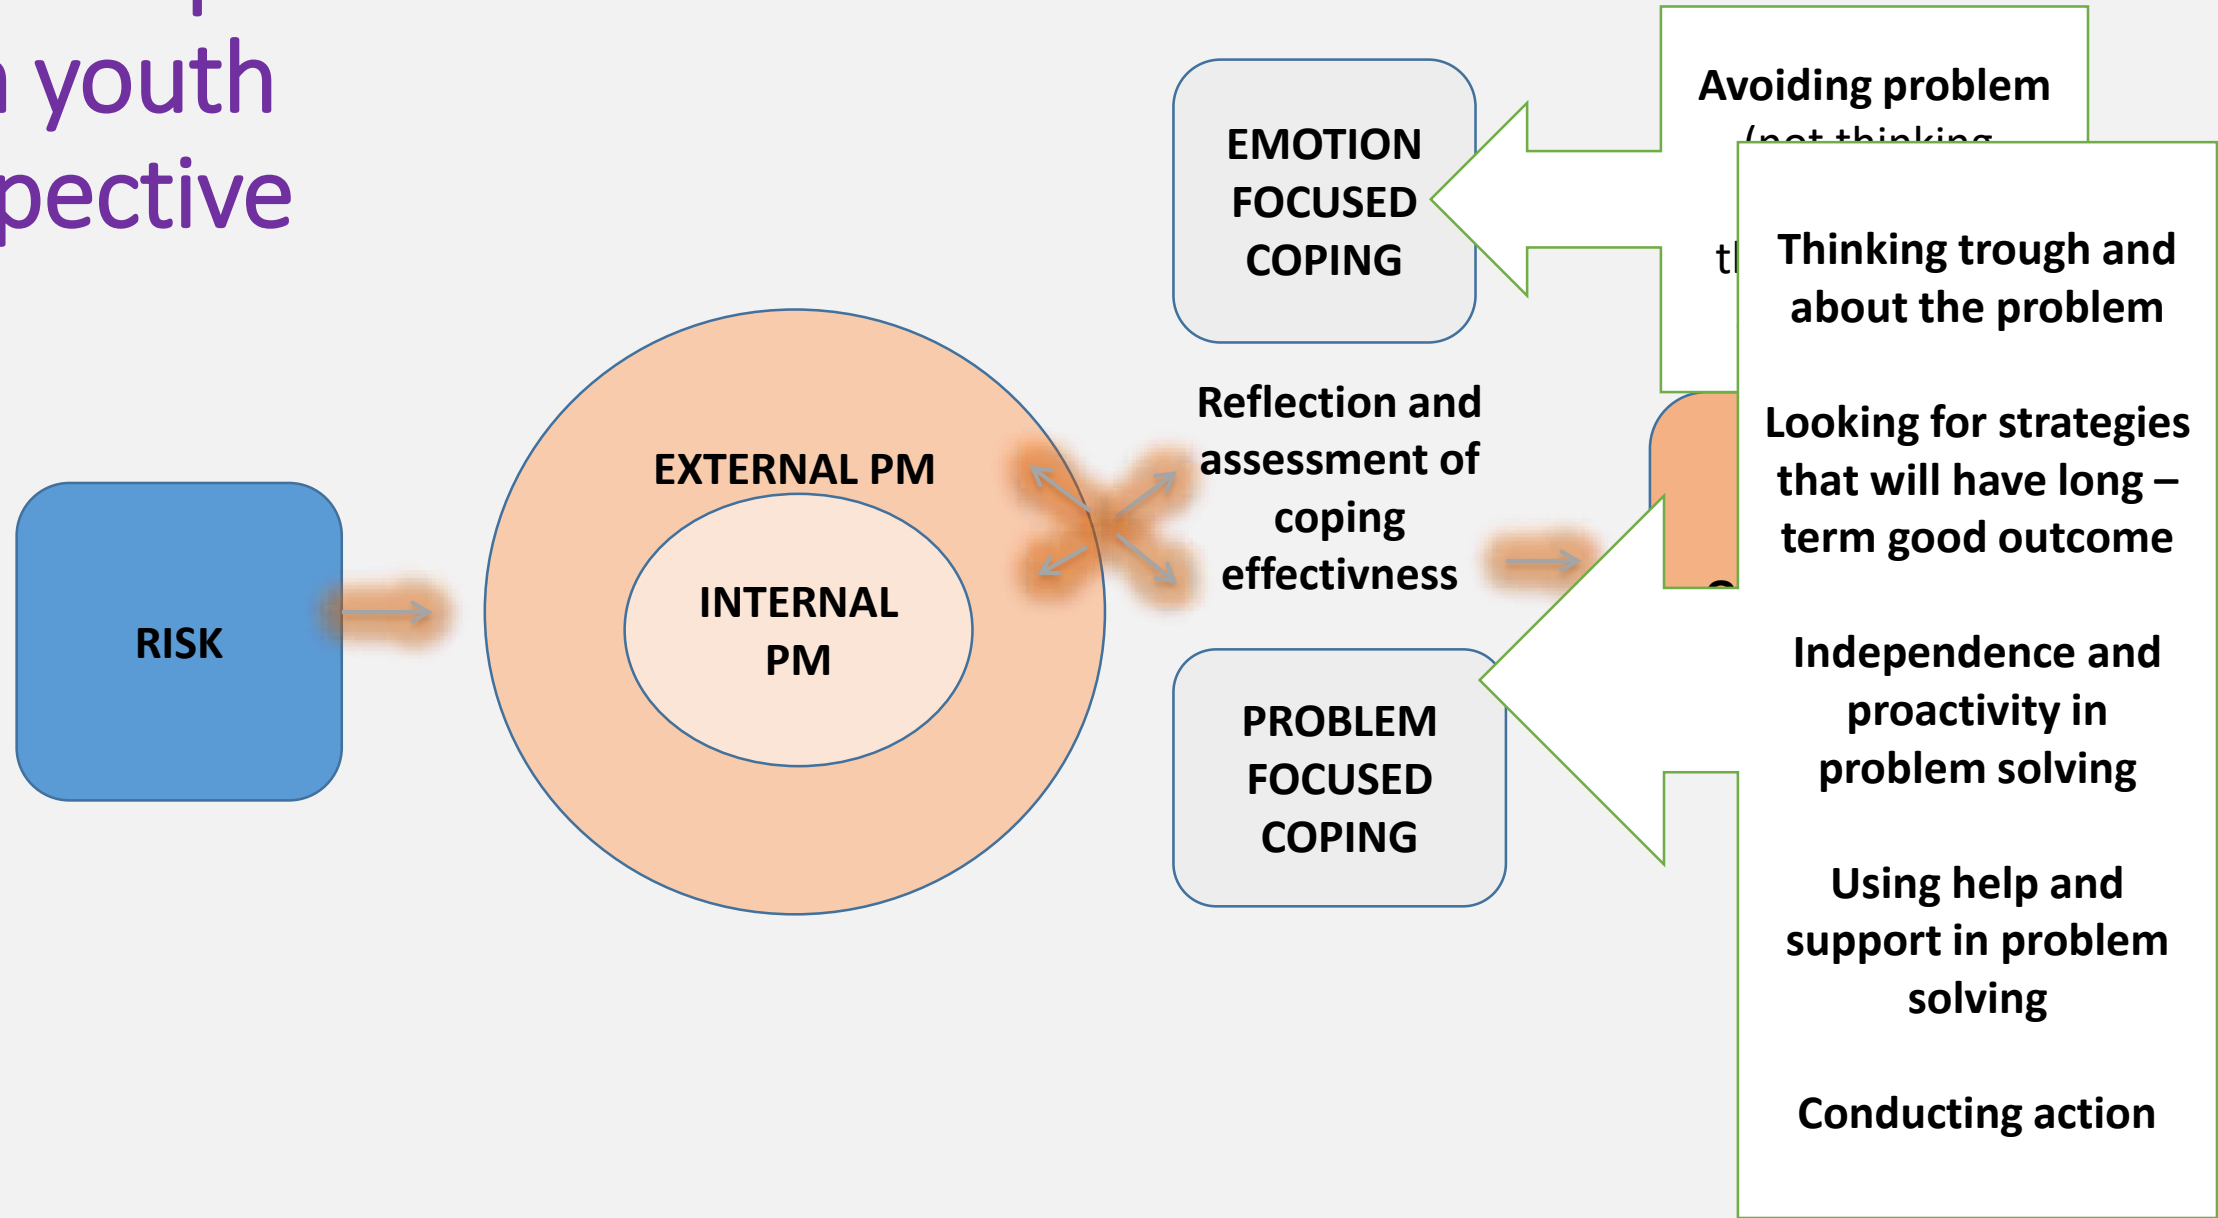 youth
EMOTION
FOCUSED
COPING
Avoiding problem
(not thinking
Thinking trough and
about the problem
Looking for strategies
that will have long –
term good outcome
Independence and
proactivity in
problem solving
Using help and
support in problem
solving
Conducting action
Reflection and
assessment of
coping
effectivness
EXTERNAL PM
INTERNAL
PM
RISK
PROBLEM
FOCUSED
COPING